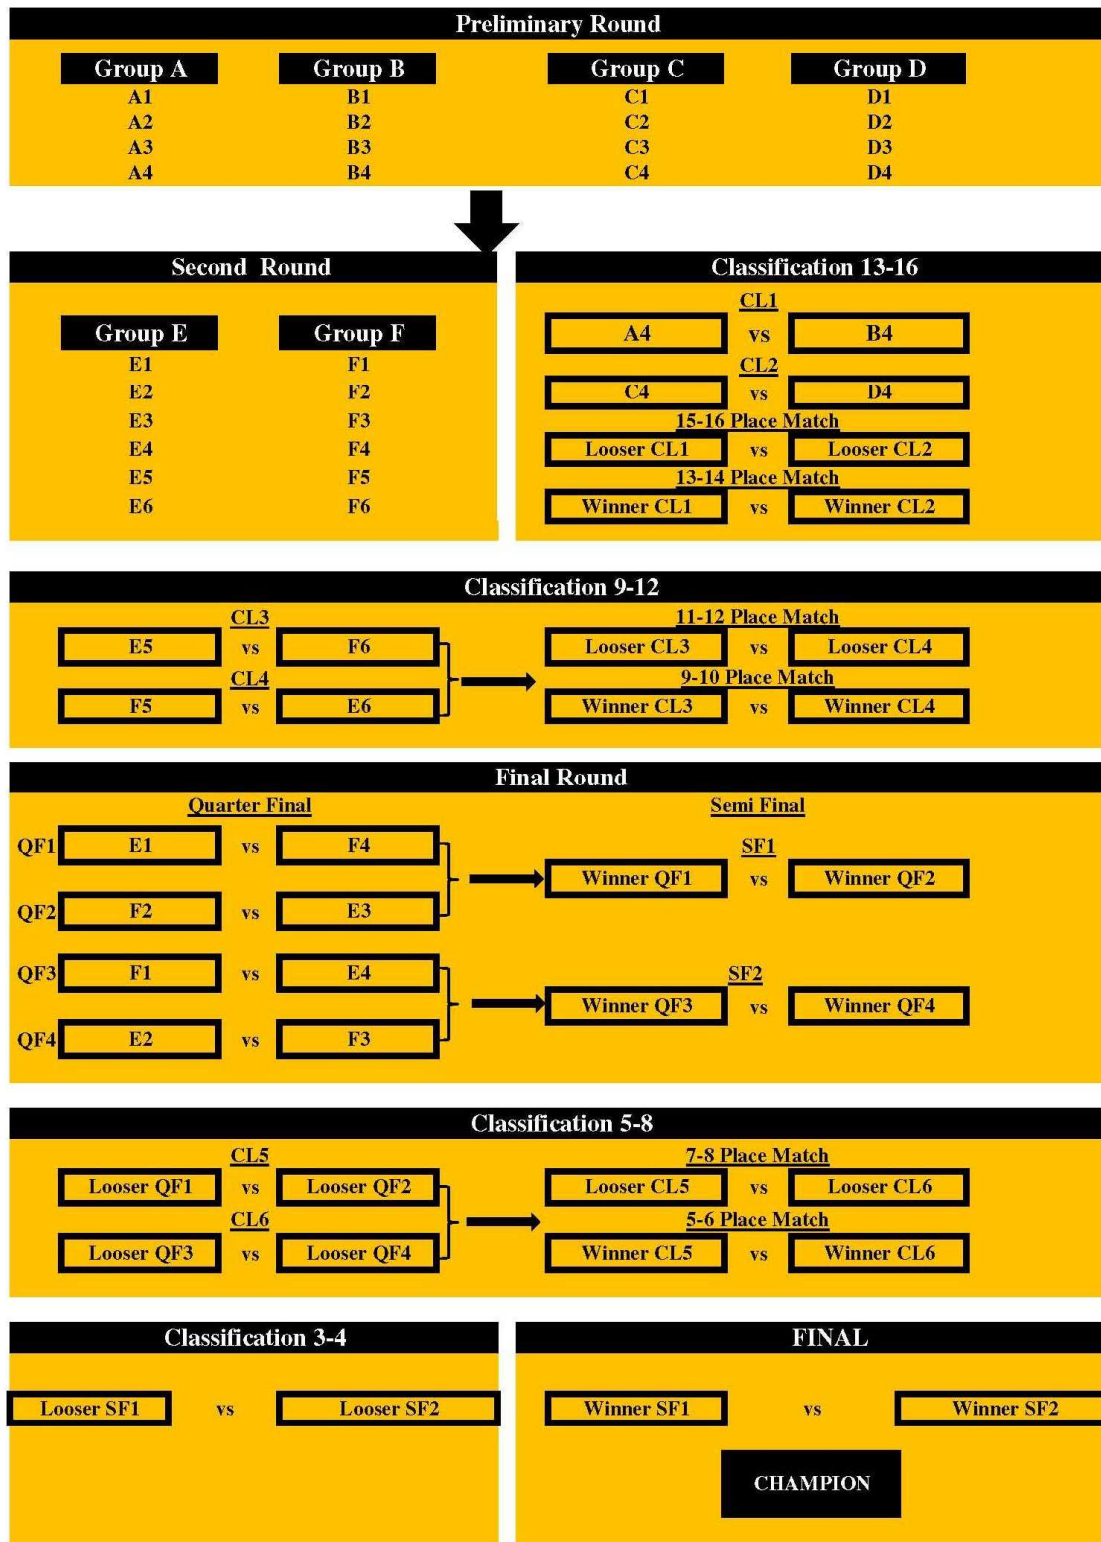 Preliminary Round
Group A Group B Group C Group D
A1 B1 C1 D1
A2 B2 C2 D2
A3 B3 C3 D3
A4 B4 C4 D4
Second Round
Group E Group F
E1 F1
E2 F2
E3 F3
E4 F4
E5 F5
E6 F6
Classification 13-16
CL1
A4 vs B4
CL2
C4 vs D4
15-16 Place Match
Looser CL1 vs Looser CL2
13-14 Place Match
Winner CL1 vs Winner CL2
Classification 9-12
CL3
E5 vs F6
CL4
F5 vs E6
11-12 Place Match
Looser CL3 vs Looser CL4
9-10 Place Match
Winner CL3 vs Winner CL4
Final Round
Quarter Final
QF1 E1 vs F4
QF2 F2 vs E3
QF3 F1 vs E4
QF4 E2 vs F3
Semi Final
SF1
Winner QF1 vs Winner QF2
SF2
Winner QF3 vs Winner QF4
Classification 5-8
CL5
Looser QF1 vs Looser QF2
CL6
Looser QF3 vs Looser QF4
7-8 Place Match
Looser CL5 vs Looser CL6
5-6 Place Match
Winner CL5 vs Winner CL6
Classification 3-4
Looser SF1 vs Looser SF2
FINAL
Winner SF1 vs Winner SF2
CHAMPION